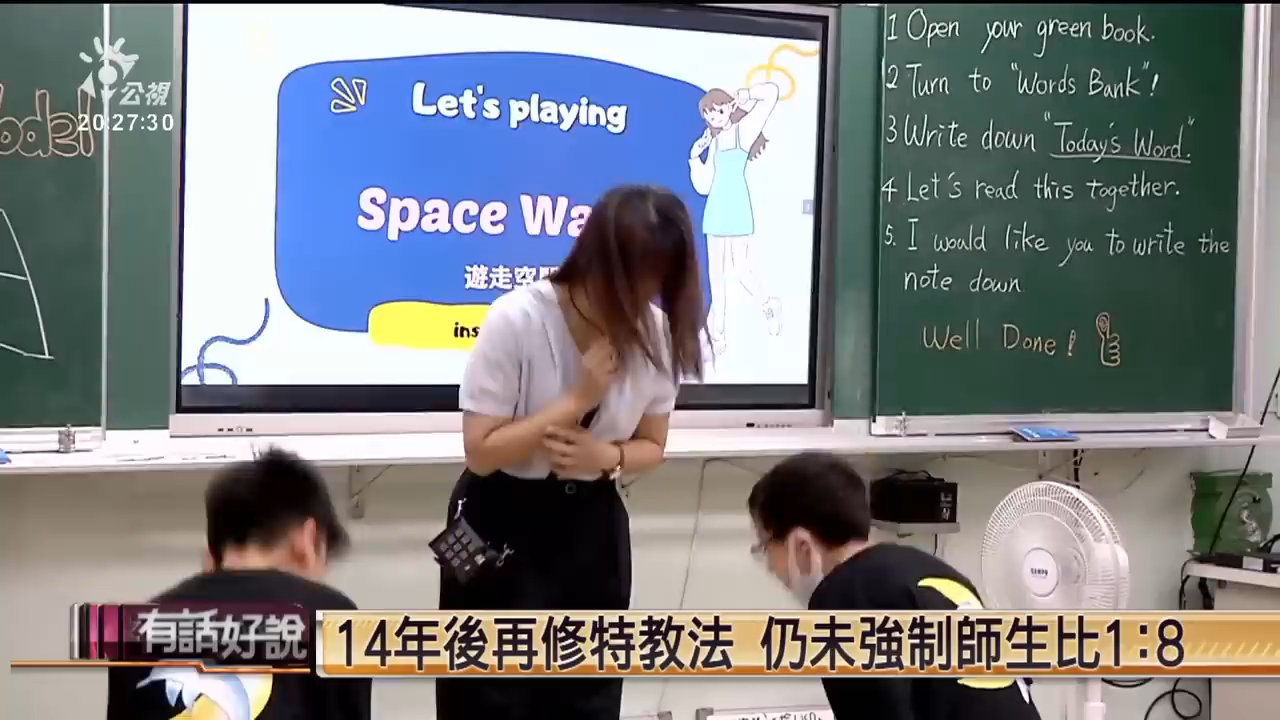 公視
20:27:30
odel
Let's playing
Space Wa
遊走空間
ins
1 Open your green book.
2 Turn to "Words Bank"!
3 Write down "Today's Word."
4 Let's read this together.
5. I would like you to write the
note down
Well Done!
有話好說
14年後再修特教法 仍未強制師生比1:8